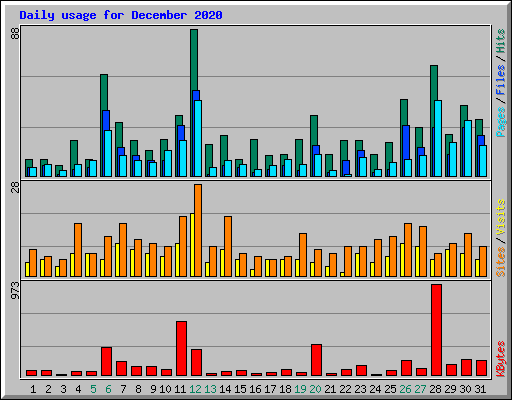 Daily usage for December 2020
88
Pages / Files / Hits
28
Sites / Visits
973
KBytes
1 2 3 4 5 6 7 8 9 10 11 12 13 14 15 16 17 18 19 20 21 22 23 24 25 26 27 28 29 30 31